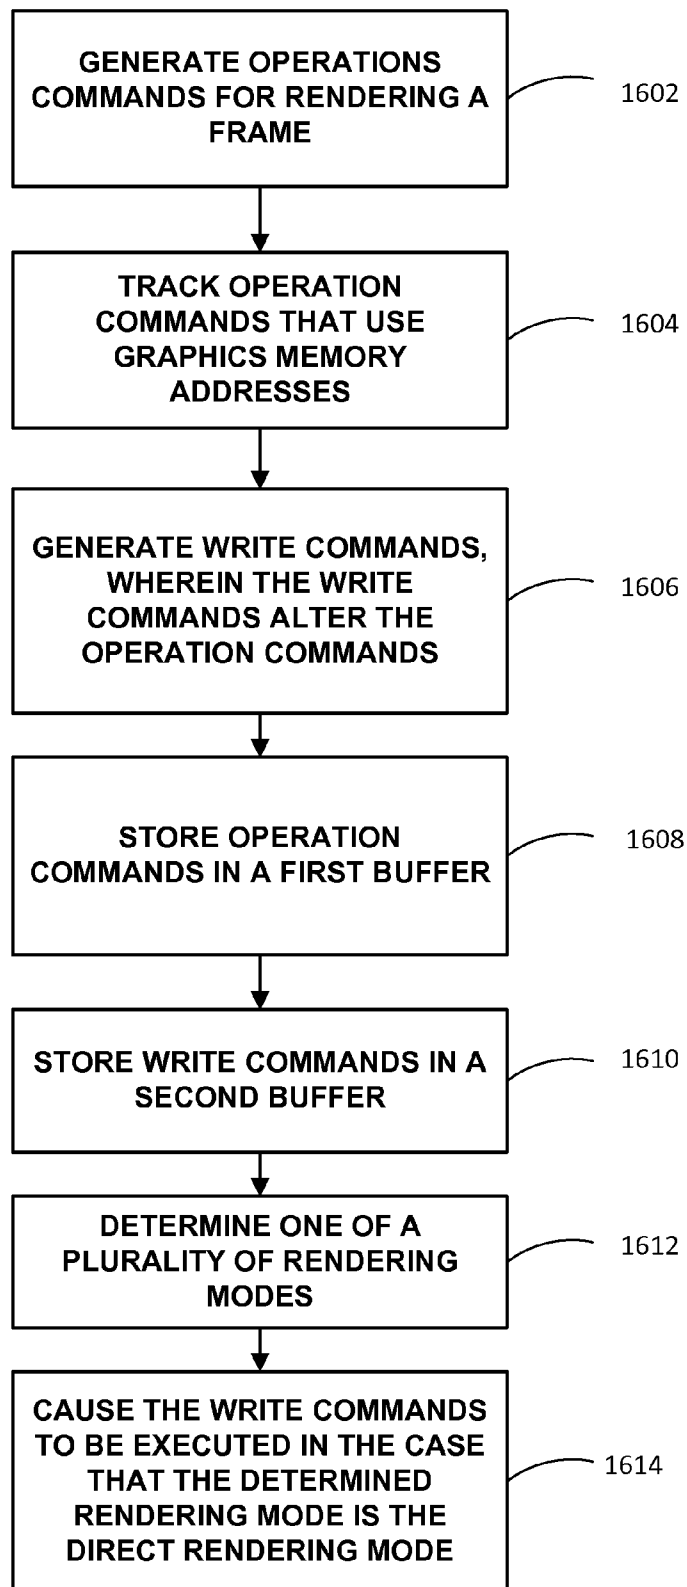 GENERATE OPERATIONS
COMMANDS FOR RENDERING A
FRAME
1602
TRACK OPERATION
COMMANDS THAT USE
GRAPHICS MEMORY
ADDRESSES
1604
GENERATE WRITE COMMANDS,
WHEREIN THE WRITE
COMMANDS ALTER THE
OPERATION COMMANDS
1606
STORE OPERATION
COMMANDS IN A FIRST BUFFER
1608
STORE WRITE COMMANDS IN A
SECOND BUFFER
1610
DETERMINE ONE OF A
PLURALITY OF RENDERING
MODES
1612
CAUSE THE WRITE COMMANDS
TO BE EXECUTED IN THE CASE
THAT THE DETERMINED
RENDERING MODE IS THE
DIRECT RENDERING MODE
1614